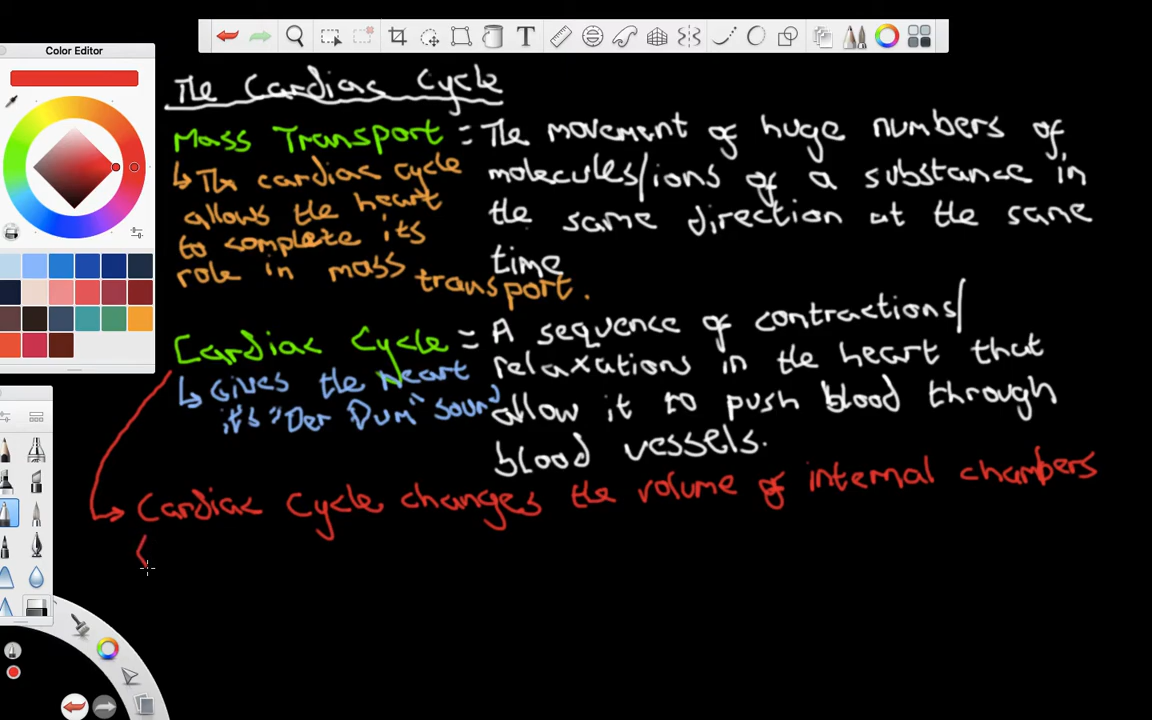 Color Editor
The Cardiac Cycle
Mass Transport = The movement of huge numbers of
molecules/ions of a substance in
the same direction at the same
time
↳ The cardiac cycle
allows the heart
to complete its
role in mass transport.
Cardiac Cycle = A sequence of contractions/
relaxations in the heart that
allow it to push blood through
blood vessels.
↳ Gives the heart
it's "Der Dum" sound
Cardiac Cycle changes the volume of internal chambers